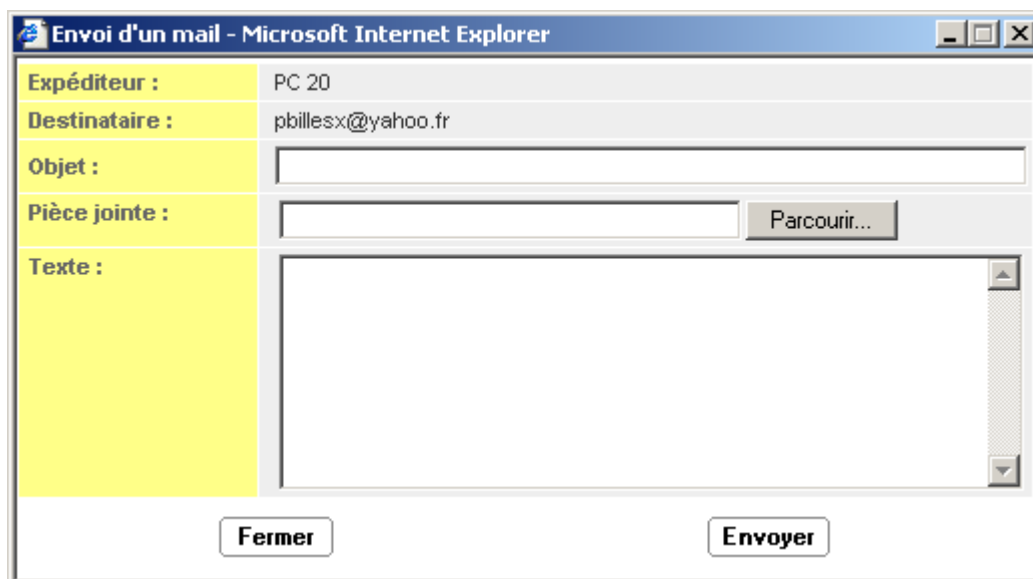 Envoi d'un mail - Microsoft Internet Explorer
Expéditeur : PC 20
Destinataire : pbillesx@yahoo.fr
Objet :
Pièce jointe : Parcourir...
Texte :
Fermer Envoyer